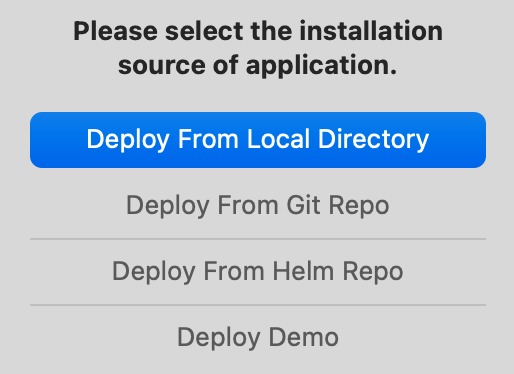 Please select the installation
source of application.
Deploy From Local Directory
Deploy From Git Repo
Deploy From Helm Repo
Deploy Demo